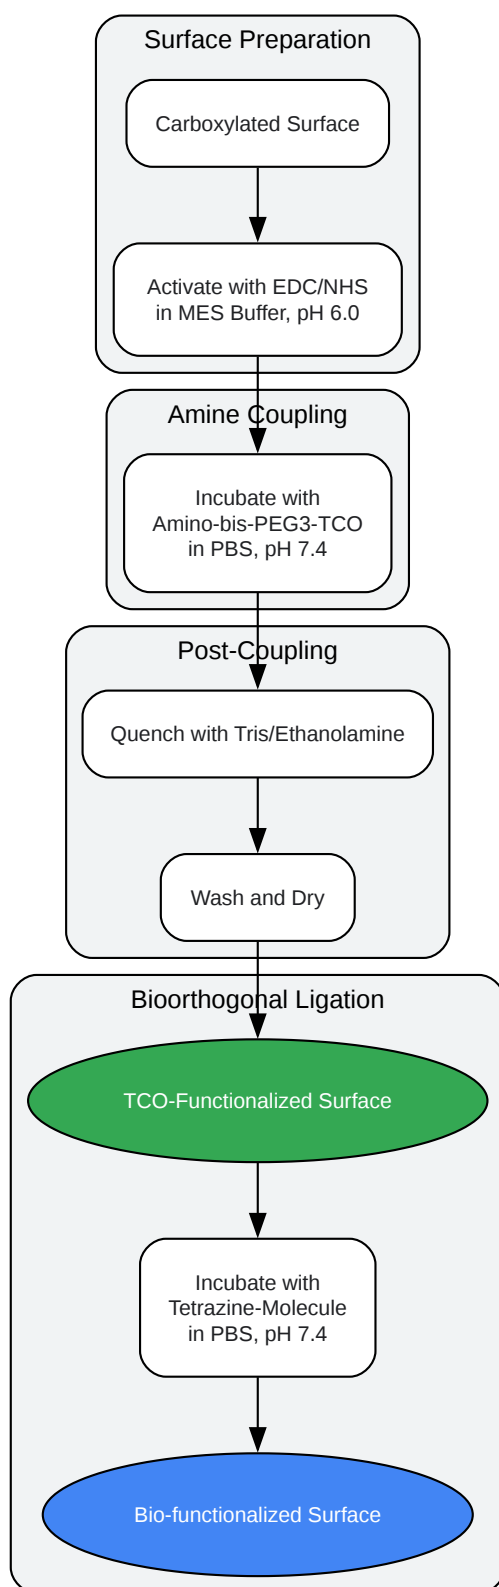 Surface Preparation
Carboxylated Surface
Activate with EDC/NHS
in MES Buffer, pH 6.0
Amine Coupling
Incubate with
Amino-bis-PEG3-TCO
in PBS, pH 7.4
Post-Coupling
Quench with Tris/Ethanolamine
Wash and Dry
Bioorthogonal Ligation
TCO-Functionalized Surface
Incubate with
Tetrazine-Molecule
in PBS, pH 7.4
Bio-functionalized Surface